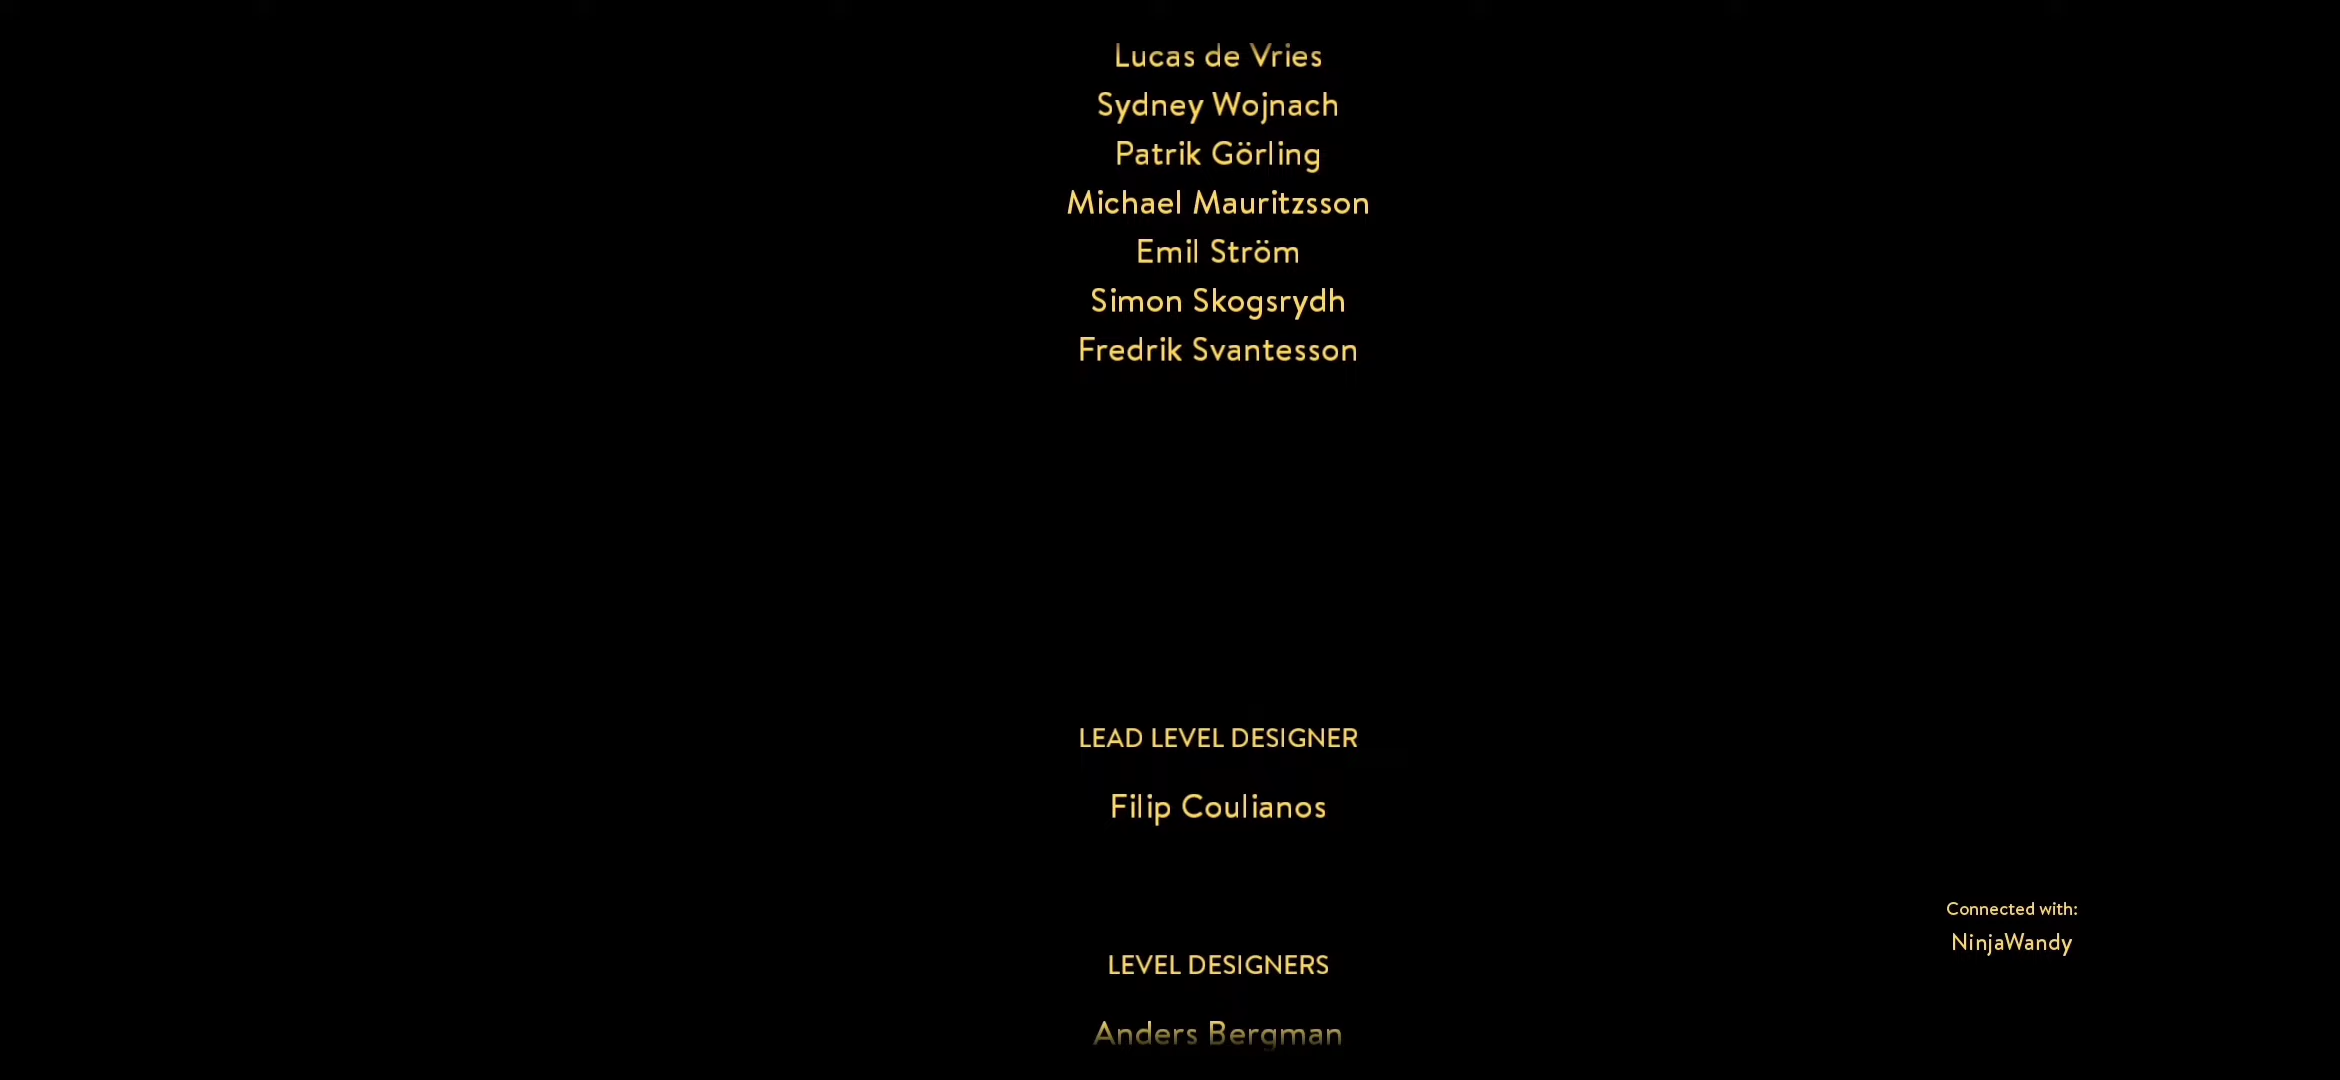 Lucas de Vries
Sydney Wojnach
Patrik Görling
Michael Mauritzsson
Emil Ström
Simon Skogsrydh
Fredrik Svantesson
LEAD LEVEL DESIGNER
Filip Coulianos
Connected with:
NinjaWandy
LEVEL DESIGNERS
Anders Bergman